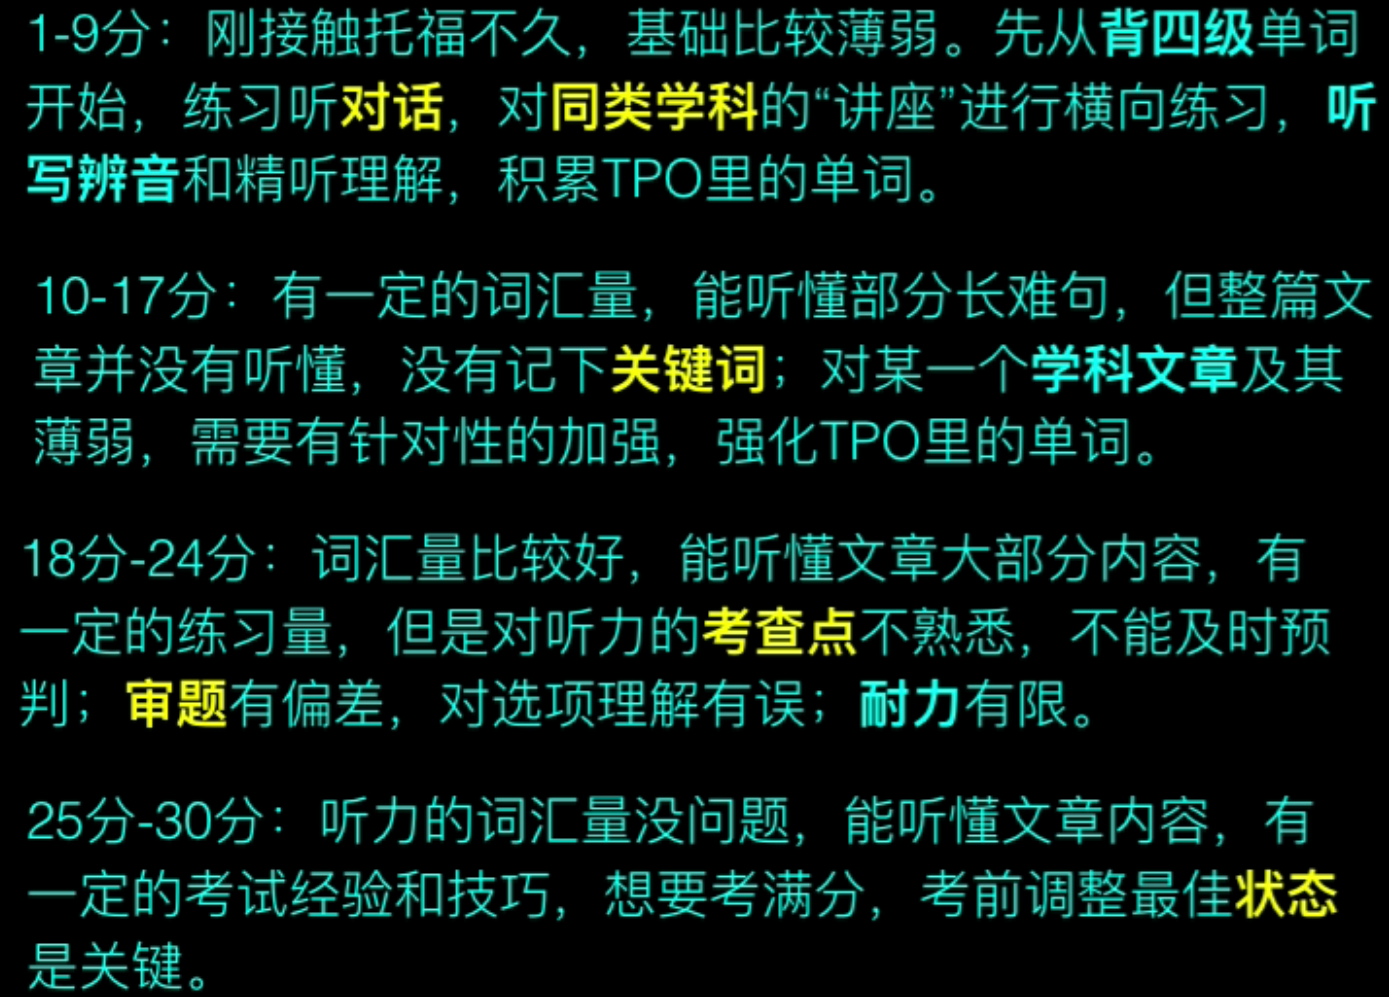 1-9分：刚接触托福不久，基础比较薄弱。先从背四级单词
开始，练习听对话，对同类学科的“讲座”进行横向练习，听
写辨音和精听理解，积累TPO里的单词。
10-17分：有一定的词汇量，能听懂部分长难句，但整篇文
章并没有听懂，没有记下关键词；对某一个学科文章及其
薄弱，需要有针对性的加强，强化TPO里的单词。
18分-24分：词汇量比较好，能听懂文章大部分内容，有
一定的练习量，但是对听力的考查点不熟悉，不能及时预
判；审题有偏差，对选项理解有误；耐力有限。
25分-30分：听力的词汇量没问题，能听懂文章内容，有
一定的考试经验和技巧，想要考满分，考前调整最佳状态
是关键。